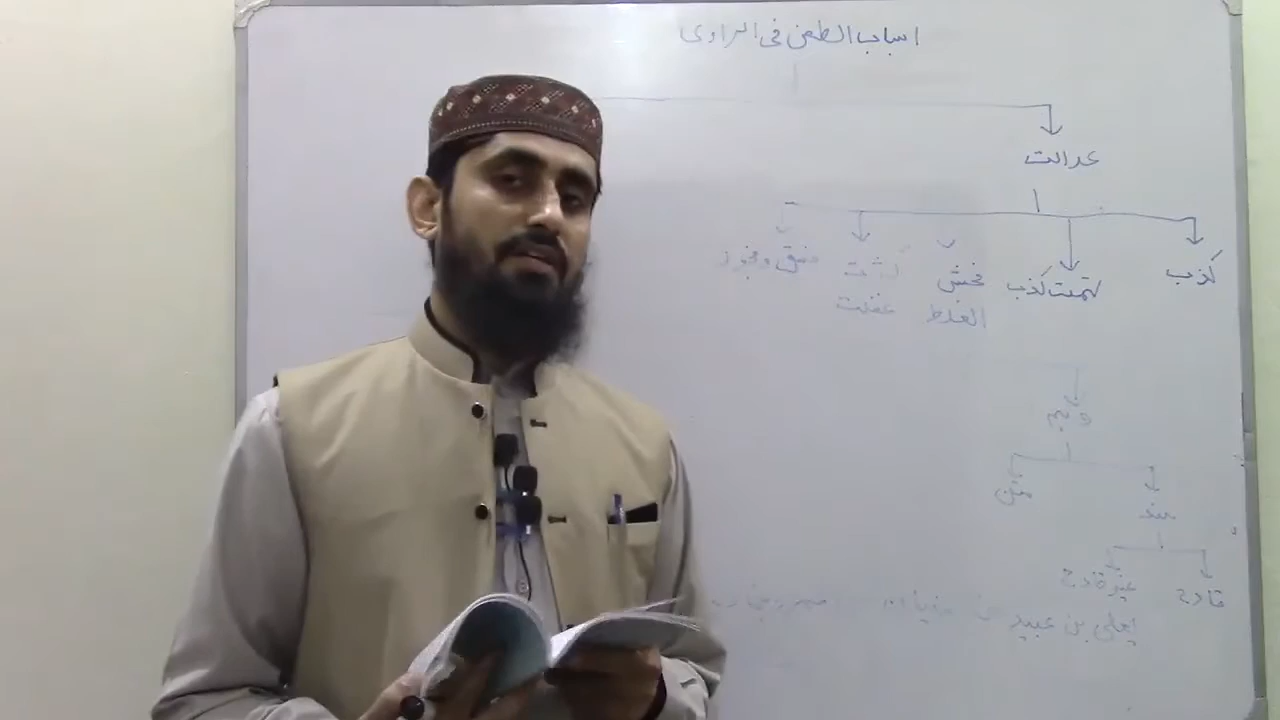 اسباب الطعن فی الراوی
عدالت
کذب
تہمت کذب
فحش الغلط
کثرت غفلت
فسق و فجور
وہم
سند
متن
قادح
غیر قادح
یعلی بن عبید